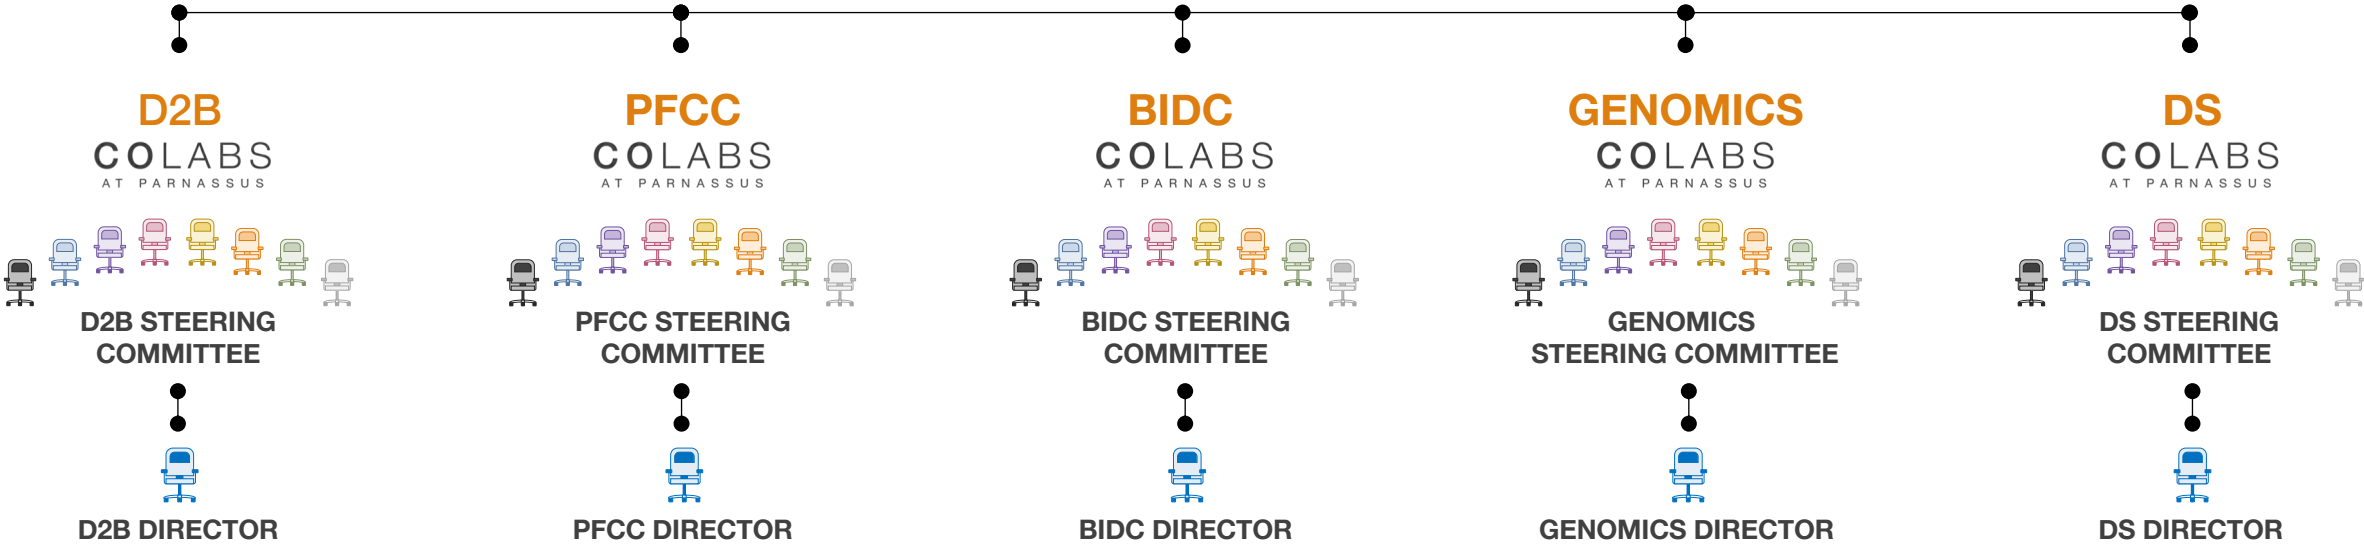 D2B
COLABS
AT PARNASSUS
D2B STEERING
COMMITTEE
D2B DIRECTOR
PFCC
COLABS
AT PARNASSUS
PFCC STEERING
COMMITTEE
PFCC DIRECTOR
BIDC
COLABS
AT PARNASSUS
BIDC STEERING
COMMITTEE
BIDC DIRECTOR
GENOMICS
COLABS
AT PARNASSUS
GENOMICS
STEERING COMMITTEE
GENOMICS DIRECTOR
DS
COLABS
AT PARNASSUS
DS STEERING
COMMITTEE
DS DIRECTOR